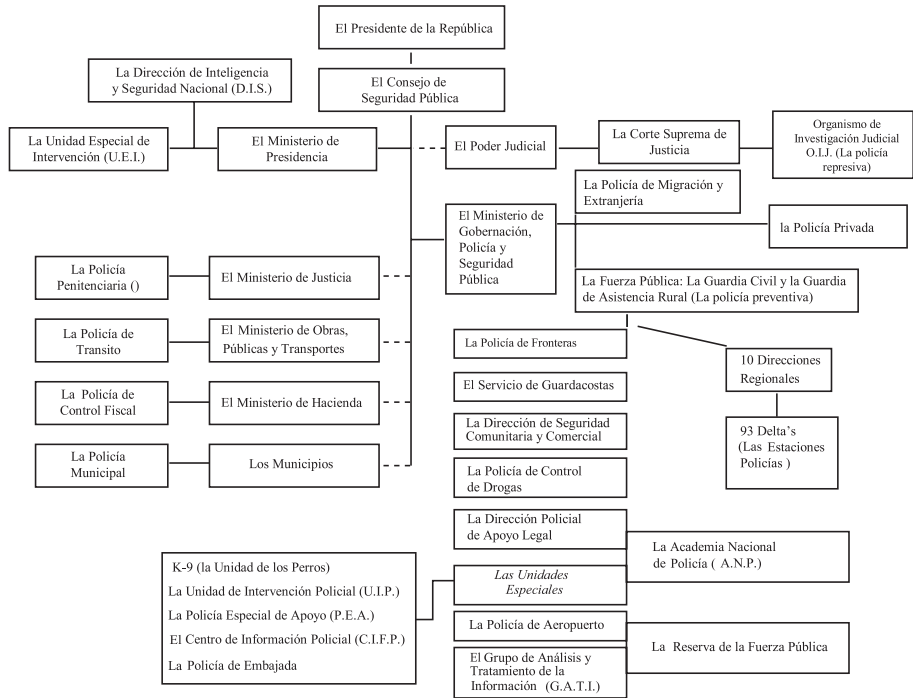 El Presidente de la República
La Dirección de Inteligencia
y Seguridad Nacional (D.I.S.)
El Consejo de
Seguridad Pública
La Unidad Especial de
Intervención (U.E.I.)
El Ministerio de
Presidencia
El Poder Judicial
La Corte Suprema de
Justicia
Organismo de
Investigación Judicial
O.I.J. (La policía
represiva)
La Policía de Migración y
Extranjería
El Ministerio de
Gobernación,
Policía y
Seguridad
Pública
la Policía Privada
La Policía
Penitenciaria ()
El Ministerio de Justicia
La Fuerza Pública: La Guardia Civil y la Guardia
de Asistencia Rural (La policía preventiva)
La Policía de
Transito
El Ministerio de Obras,
Públicas y Transportes
La Policía de Fronteras
10 Direcciones
Regionales
La  Policía de
Control Fiscal
El Ministerio de Hacienda
El Servicio de Guardacostas
La Dirección de Seguridad
Comunitaria y Comercial
93 Delta’s
(Las Estaciones
Policías )
La Policía
Municipal
Los Municipios
La Policía de Control
de Drogas
La Dirección Policial
de Apoyo Legal
La Academia Nacional
de Policía ( A.N.P.)
K-9 (la Unidad de los Perros)
La Unidad de Intervención Policial (U.I.P.)
La Policía Especial de Apoyo (P.E.A.)
El Centro de Información Policial (C.I.F.P.)
La Policía de Embajada
Las Unidades
Especiales
La Policía de Aeropuerto
La  Reserva de la Fuerza Pública
El Grupo de Análisis y
Tratamiento de la
Información  (G.A.T.I.)